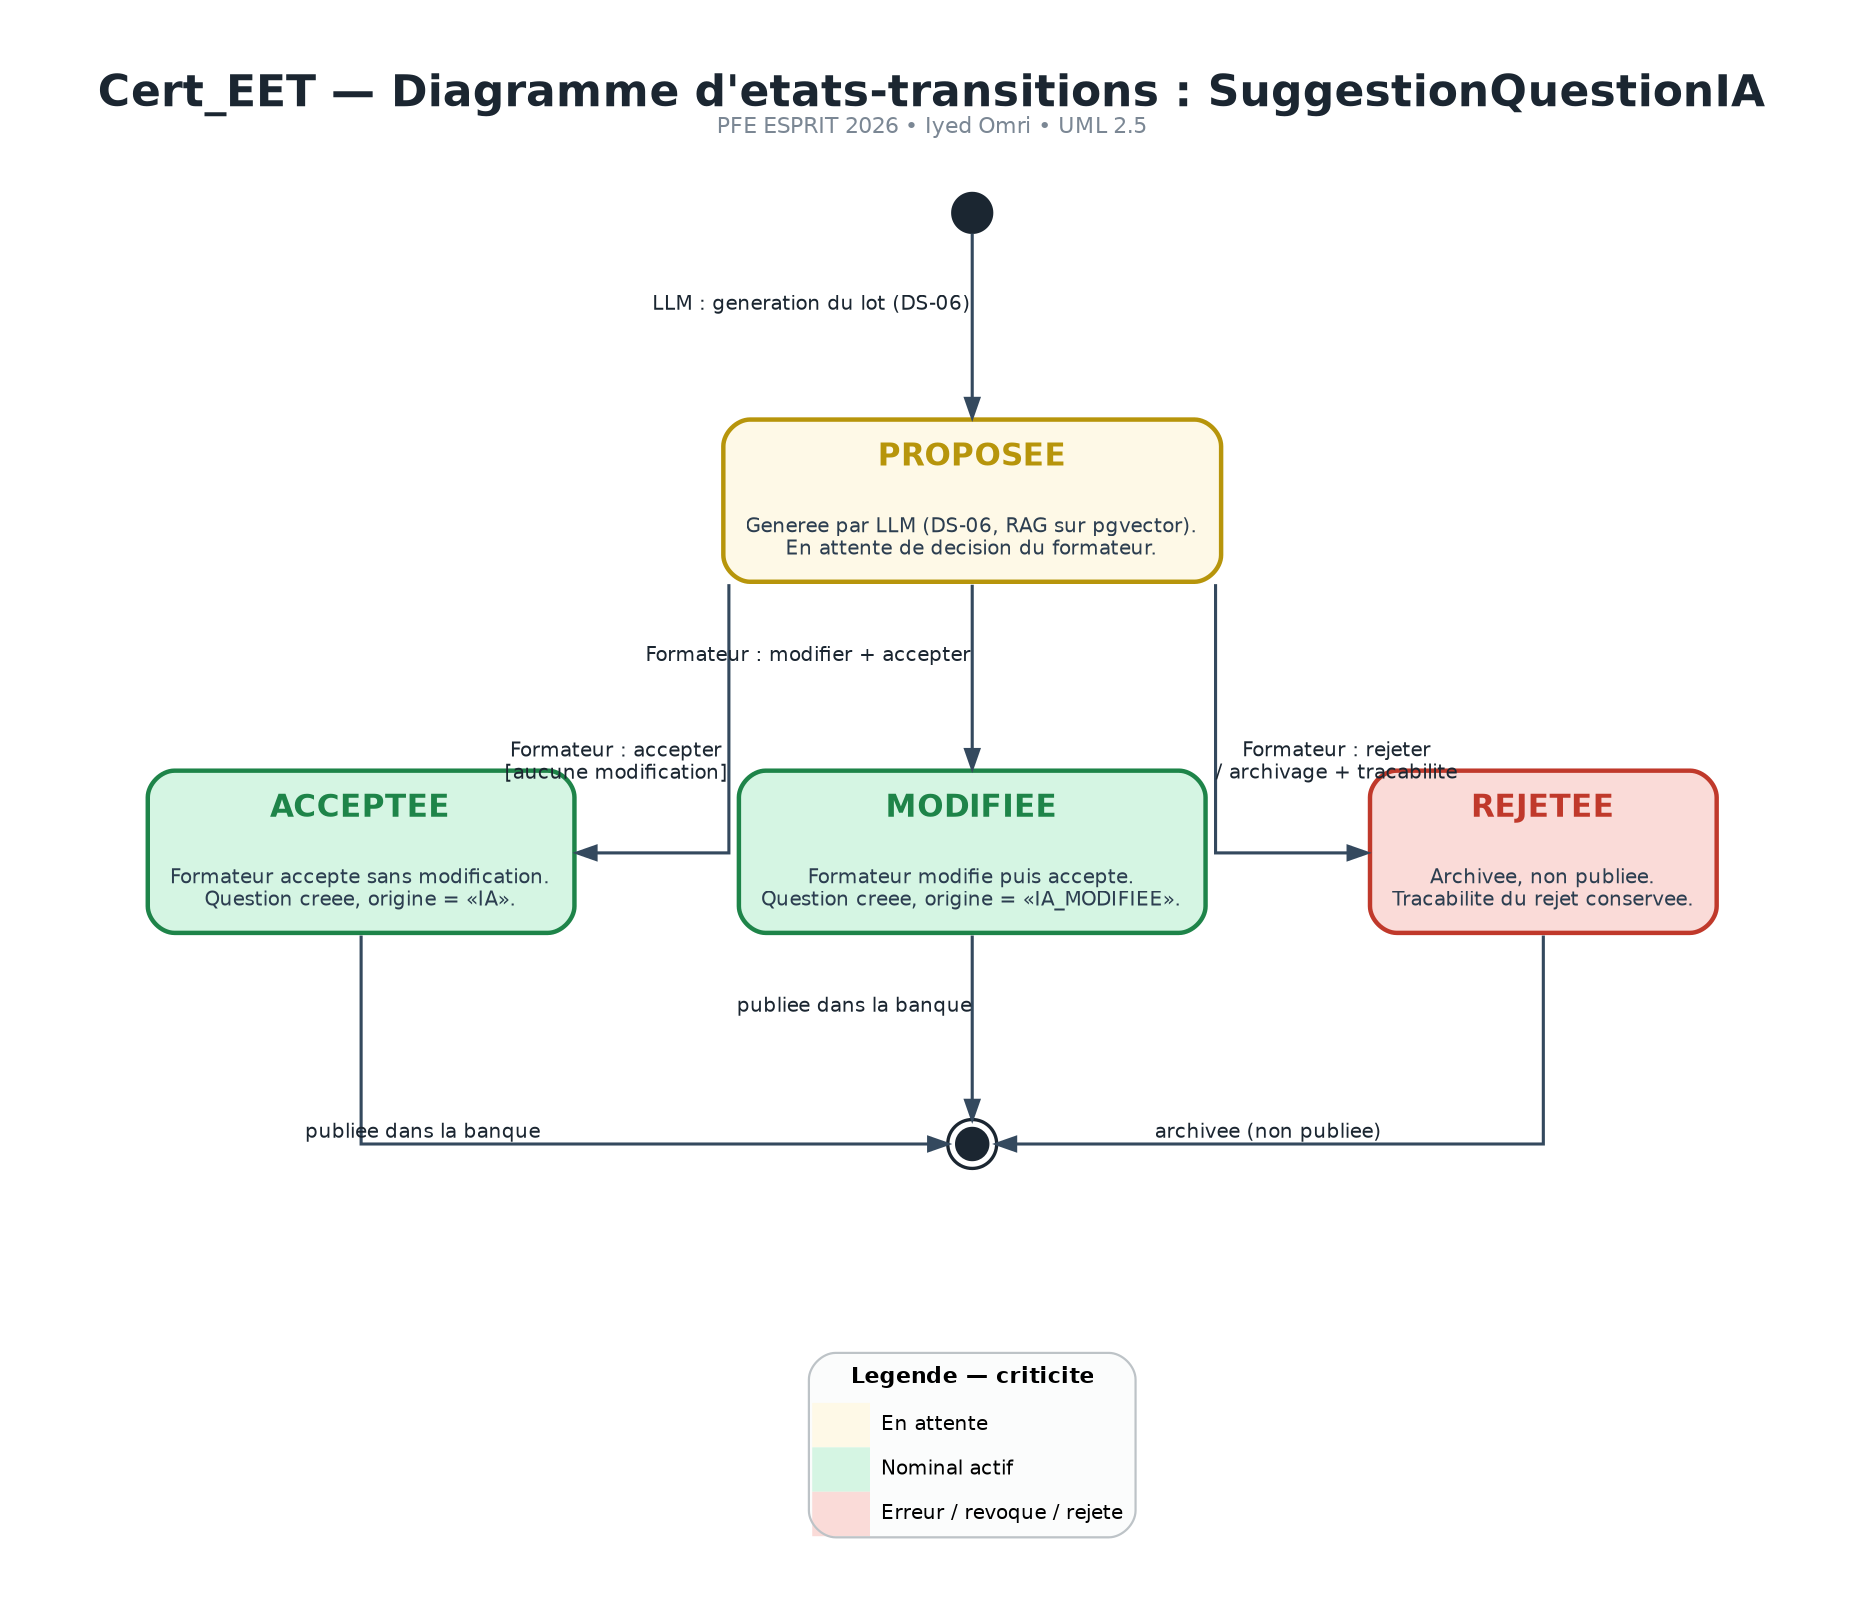 Cert_EET — Diagramme d'etats-transitions : SuggestionQuestionIA
PFE ESPRIT 2026 • Iyed Omri • UML 2.5
LLM : generation du lot (DS-06)
PROPOSEE
Generee par LLM (DS-06, RAG sur pgvector).
En attente de decision du formateur.
Formateur : modifier + accepter
Formateur : accepter
[aucune modification]
Formateur : rejeter
/ archivage + tracabilite
ACCEPTEE
Formateur accepte sans modification.
Question creee, origine = «IA».
MODIFIEE
Formateur modifie puis accepte.
Question creee, origine = «IA_MODIFIEE».
REJETEE
Archivee, non publiee.
Tracabilite du rejet conservee.
publiee dans la banque
publiee dans la banque
archivee (non publiee)
Legende — criticite
En attente
Nominal actif
Erreur / revoque / rejete